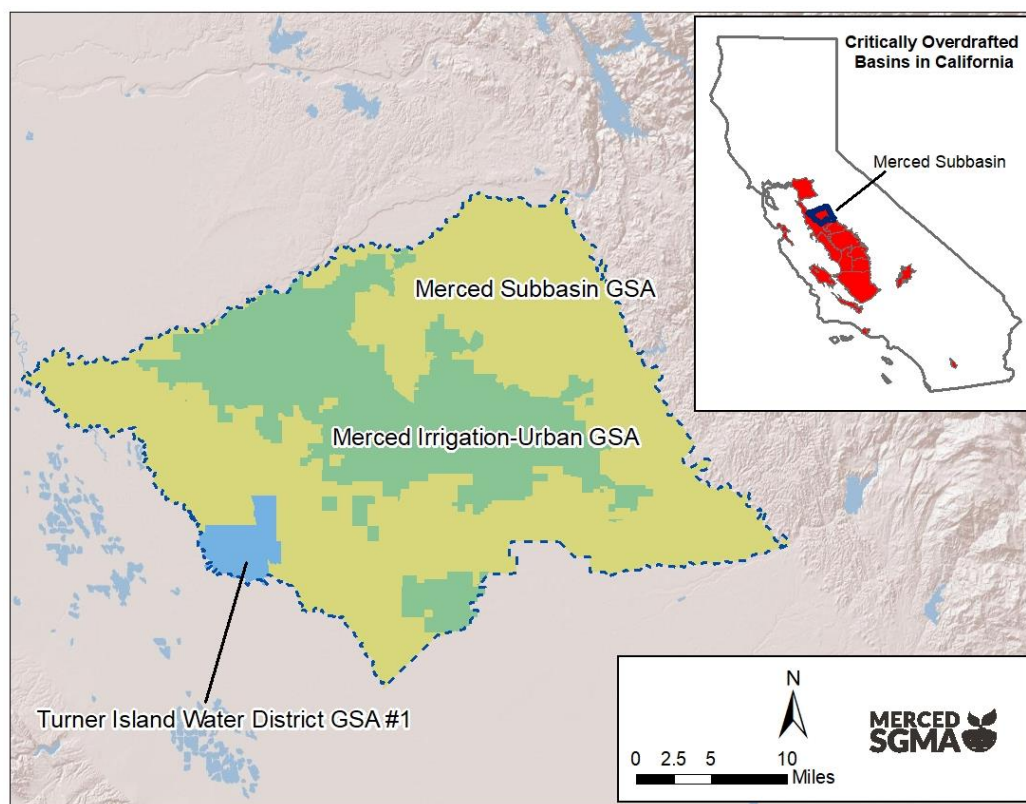 Critically Overdrafted
Basins in California
Merced Subbasin
Merced Subbasin GSA
Merced Irrigation-Urban GSA
Turner Island Water District GSA #1
N
0 2.5 5 10
Miles
MERCED
SGMA